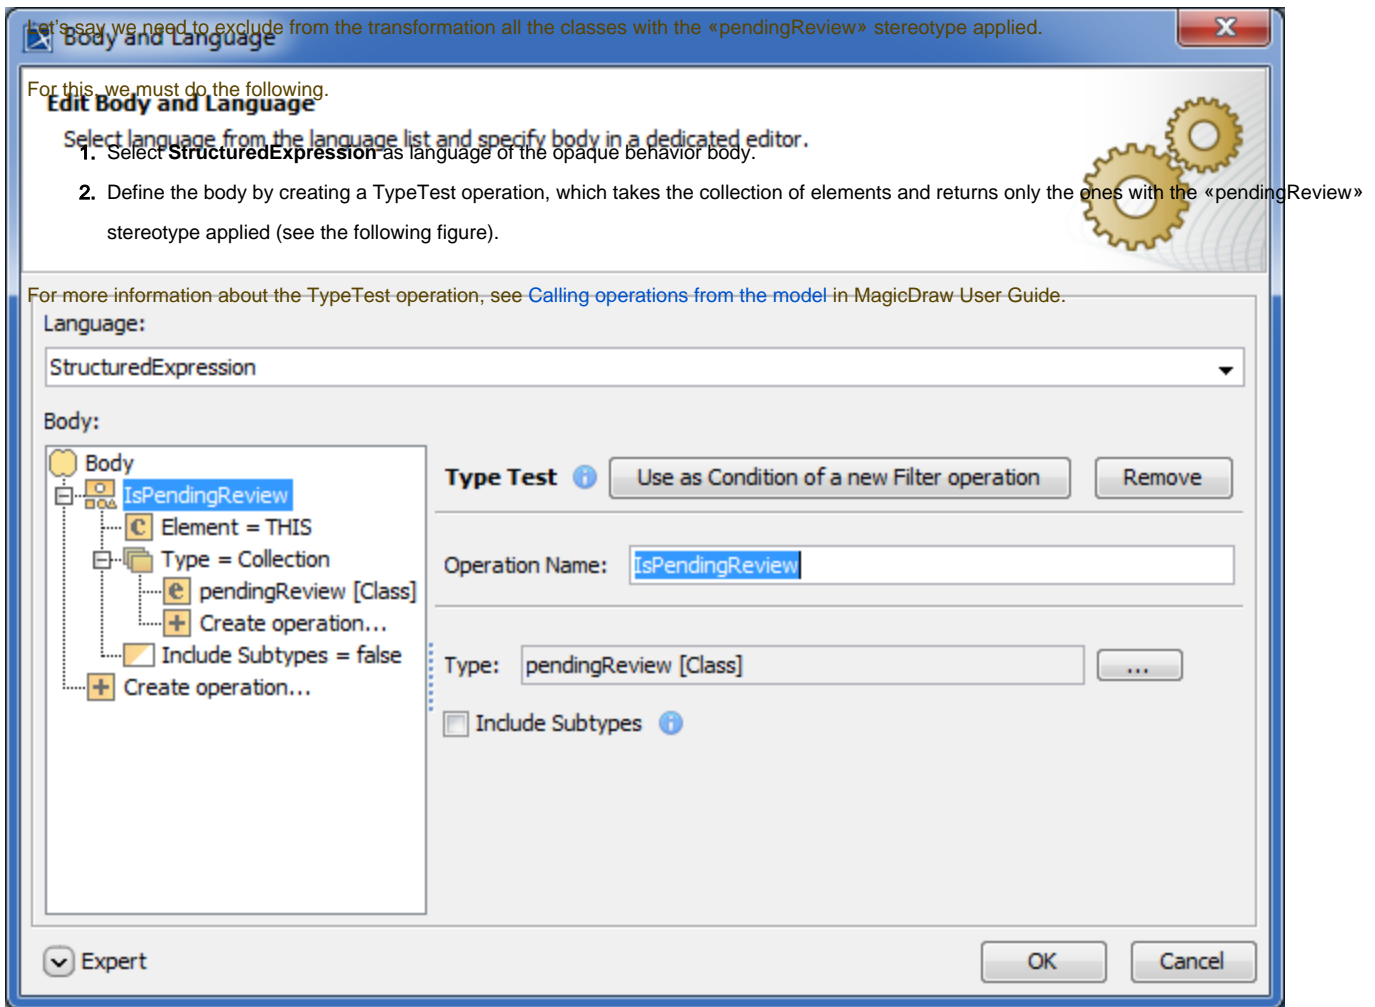 Let's say we need to exclude from the transformation all the classes with the «pendingReview» stereotype applied.
Body and Language
For this, we must do the following.
Edit Body and Language
Select language from the language list and specify body in a dedicated editor.
1. Select StructuredExpression as language of the opaque behavior body.
2. Define the body by creating a TypeTest operation, which takes the collection of elements and returns only the ones with the «pendingReview»
stereotype applied (see the following figure).
For more information about the TypeTest operation, see Calling operations from the model in MagicDraw User Guide.
Language:
StructuredExpression
Body:
Body
IsPendingReview
Element = THIS
Type = Collection
pendingReview [Class]
Create operation...
Include Subtypes = false
Create operation...
Type Test Use as Condition of a new Filter operation Remove
Operation Name: IsPendingReview
Type: pendingReview [Class] ...
Include Subtypes
Expert OK Cancel